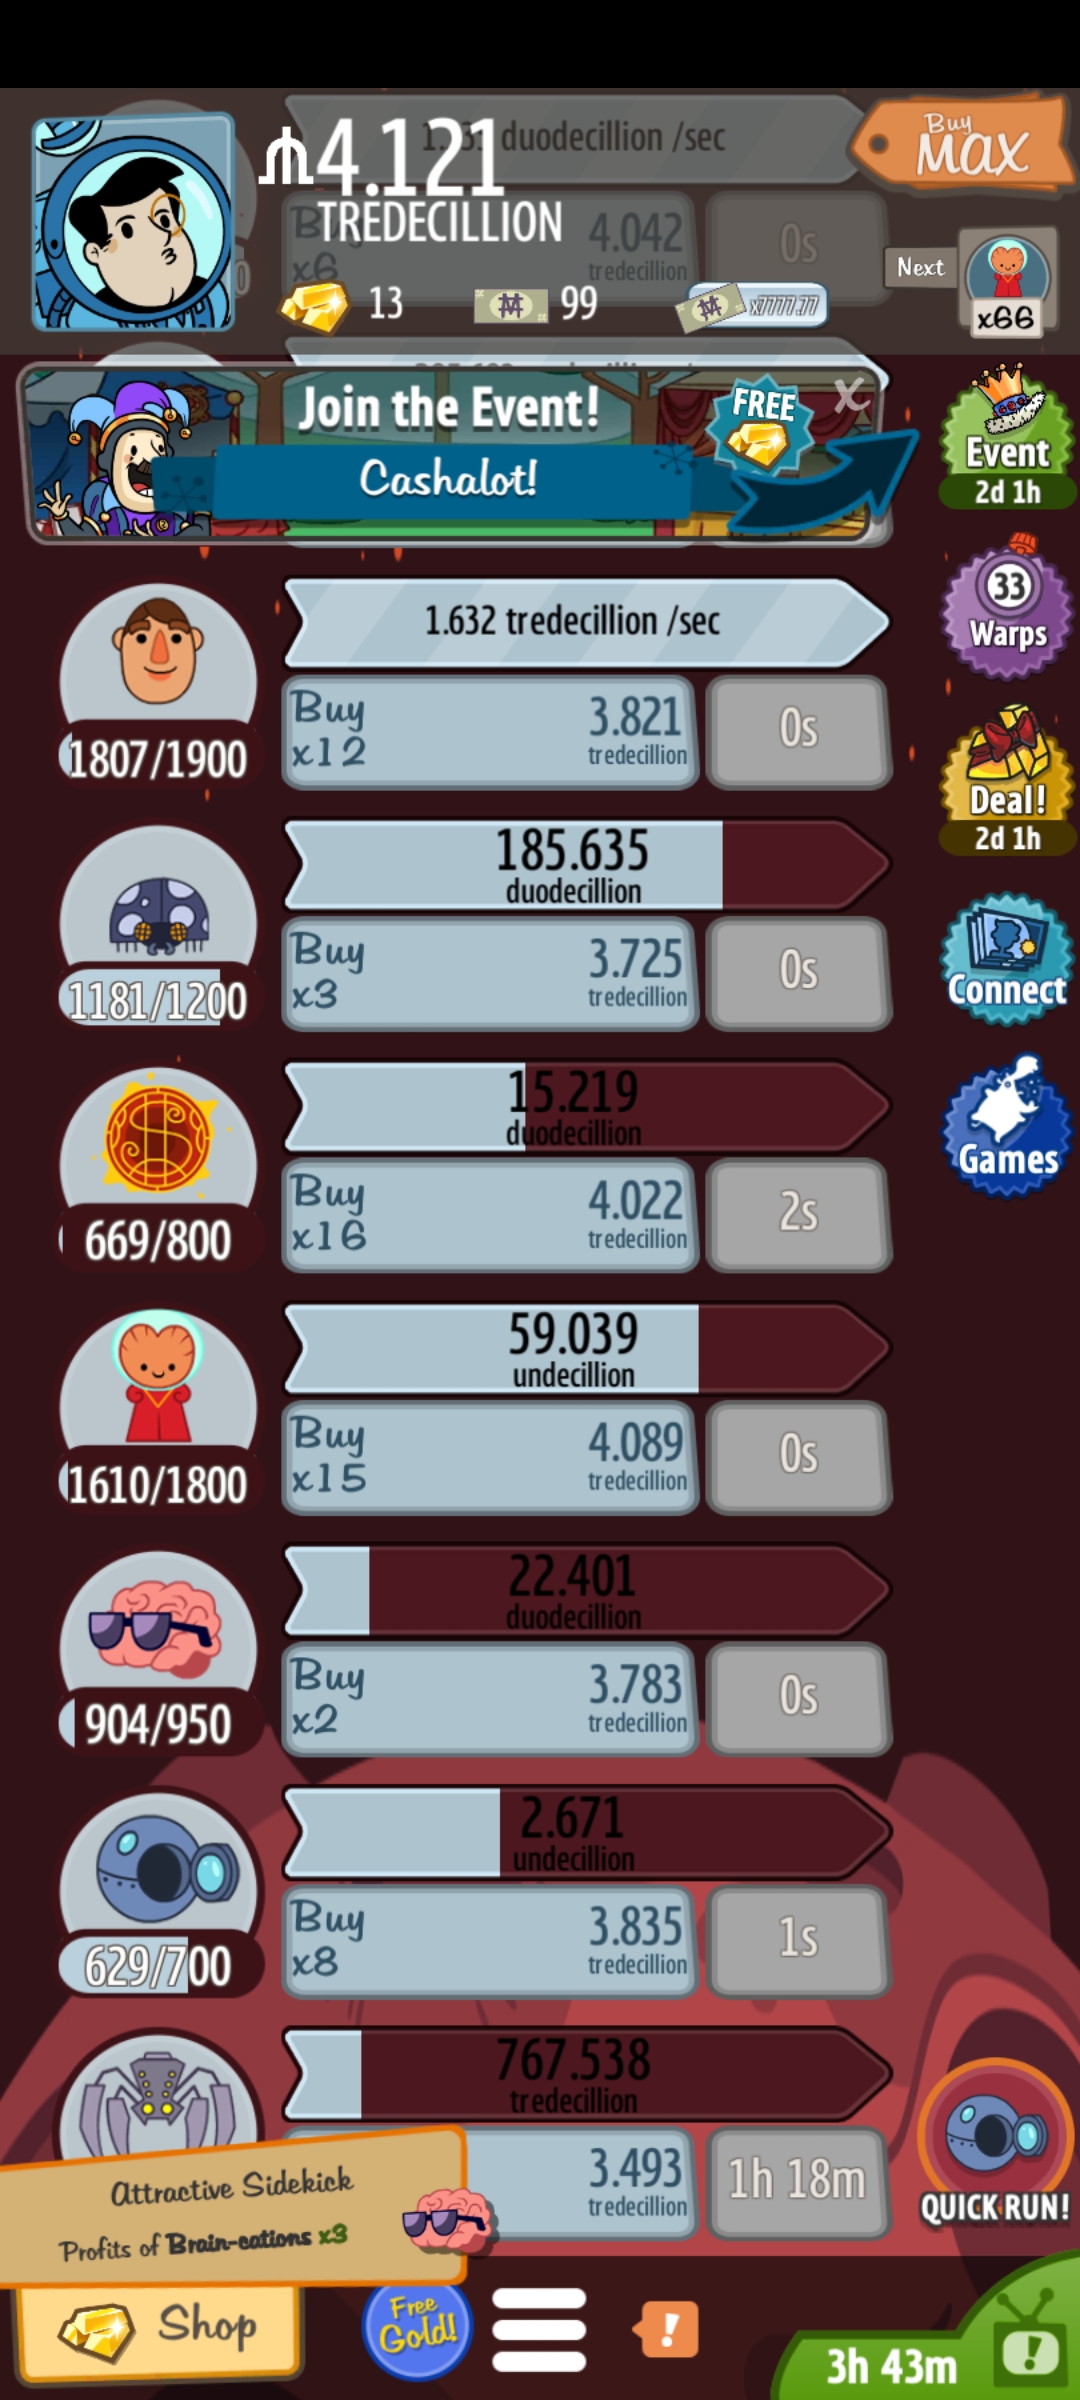 duodecillion /sec
Buy
MAX
4.121
TREDECILLION
4.042
tredecillion
x6
0s
Next
x66
13
99
x7777.77
Join the Event!
FREE
X
Cashalot!
Event
2d 1h
33
Warps
1.632 tredecillion /sec
Buy
x12
3.821
tredecillion
0s
1807/1900
Deal!
2d 1h
185.635
duodecillion
Buy
x3
3.725
tredecillion
0s
1181/1200
Connect
15.219
duodecillion
Buy
x16
4.022
tredecillion
2s
669/800
Games
59.039
undecillion
Buy
x15
4.089
tredecillion
0s
1610/1800
22.401
duodecillion
Buy
x2
3.783
tredecillion
0s
904/950
2.671
undecillion
Buy
x8
3.835
tredecillion
1s
629/700
767.538
tredecillion
3.493
tredecillion
1h 18m
Attractive Sidekick
Profits of Brain-cations x3
QUICK RUN!
Shop
Free
Gold!
!
3h 43m
!